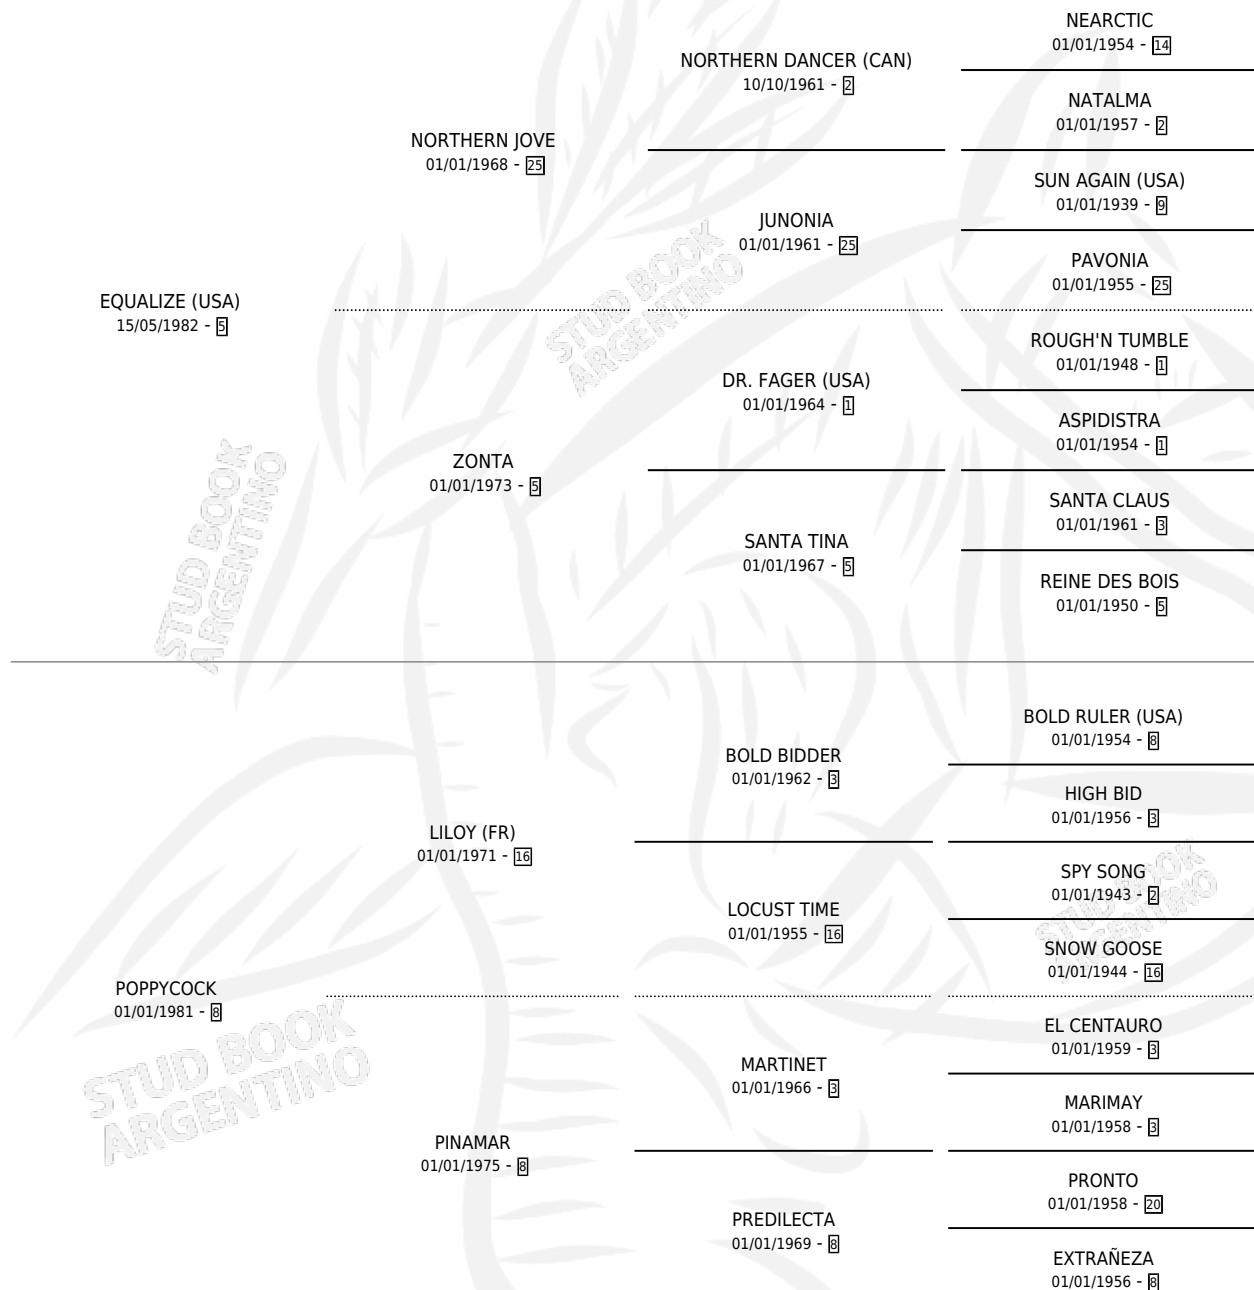 NEARCTIC
01/01/1954 - 14
NORTHERN DANCER (CAN)
10/10/1961 - 2
NATALMA
01/01/1957 - 2
NORTHERN JOVE
01/01/1968 - 25
SUN AGAIN (USA)
01/01/1939 - 9
JUNONIA
01/01/1961 - 25
PAVONIA
01/01/1955 - 25
EQUALIZE (USA)
15/05/1982 - 5
STUD BOOK
ARGENTINO
ROUGH'N TUMBLE
01/01/1948 - 1
DR. FAGER (USA)
01/01/1964 - 1
ASPIDISTRA
01/01/1954 - 1
ZONTA
01/01/1973 - 5
SANTA CLAUS
01/01/1961 - 3
SANTA TINA
01/01/1967 - 5
REINE DES BOIS
01/01/1950 - 5
STUD BOOK
ARGENTINO
BOLD RULER (USA)
01/01/1954 - 8
BOLD BIDDER
01/01/1962 - 3
HIGH BID
01/01/1956 - 3
LILOY (FR)
01/01/1971 - 16
SPY SONG
01/01/1943 - 2
LOCUST TIME
01/01/1955 - 16
STUD BOOK
ARGENTINO
SNOW GOOSE
01/01/1944 - 16
POPPYCOCK
01/01/1981 - 8
EL CENTAURO
01/01/1959 - 3
MARTINET
01/01/1966 - 3
STUD BOOK
ARGENTINO
MARIMAY
01/01/1958 - 3
PINAMAR
01/01/1975 - 8
PRONTO
01/01/1958 - 20
PREDILECTA
01/01/1969 - 8
EXTRAÑEZA
01/01/1956 - 8